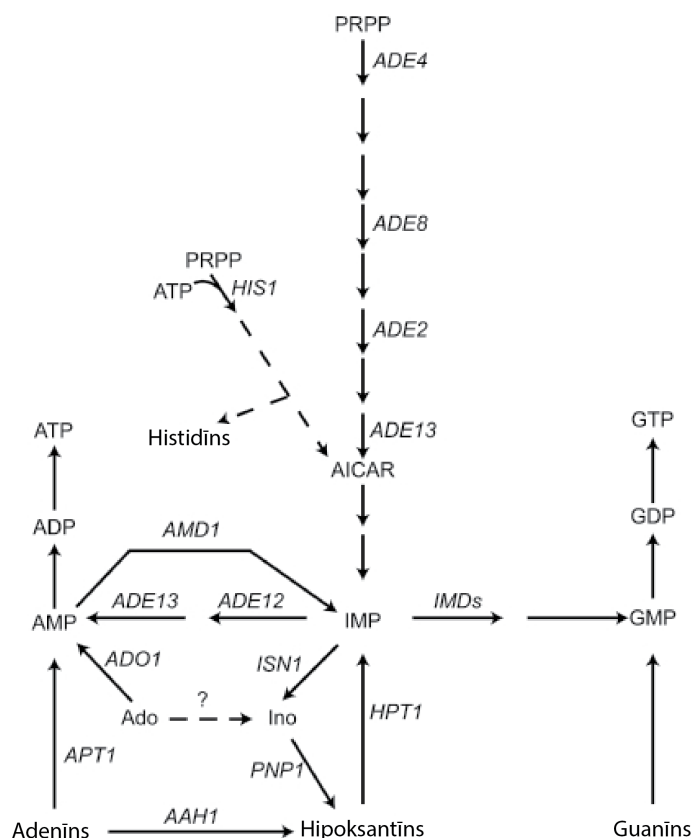 PRPP
ADE4
ADE8
PRPP
ATP HIS1
ADE2
Histidīns
ADE13
AICAR
ATP
GTP
ADP
GDP
AMD1
AMP ADE13 ADE12 IMP IMDs GMP
ADO1 ISN1
Ado ? Ino
HPT1
APT1 PNP1
Adenīns AAH1 Hipoksantīns Guanīns